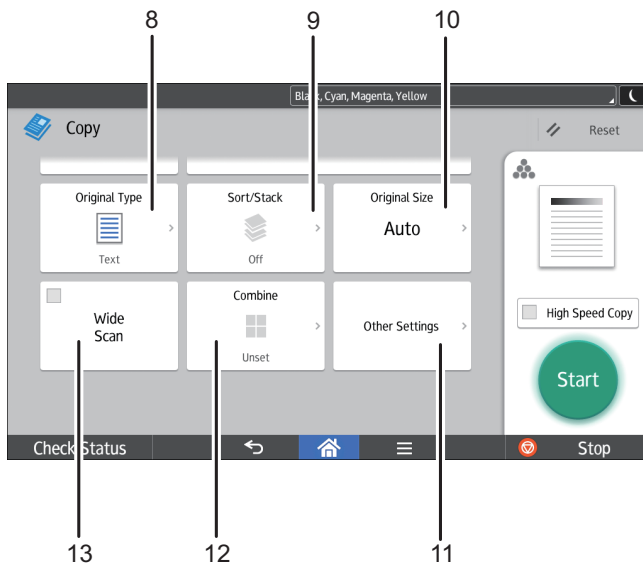 8 9 10
Black, Cyan, Magenta, Yellow
Copy
Reset
Original Type
Sort/Stack
Original Size
Auto
Text
Off
Wide
Scan
Combine
Unset
Other Settings
High Speed Copy
Start
Check Status
Stop
13 12 11